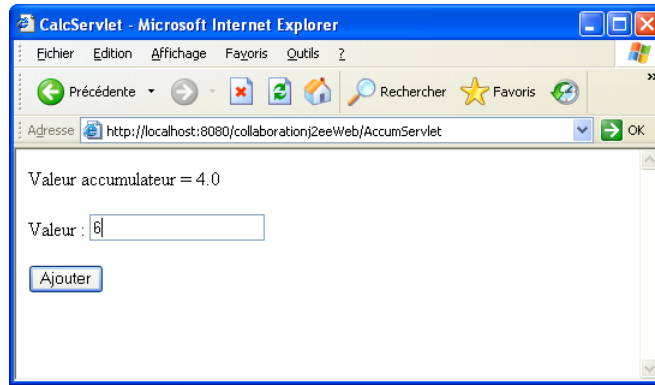 CalcServlet - Microsoft Internet Explorer
Fichier Edition Affichage Favoris Outils ?
Précédente Rechercher Favoris »
Adresse http://localhost:8080/collaborationj2eeWeb/AccumServlet OK
Valeur accumulateur = 4.0
Valeur : 6
Ajouter